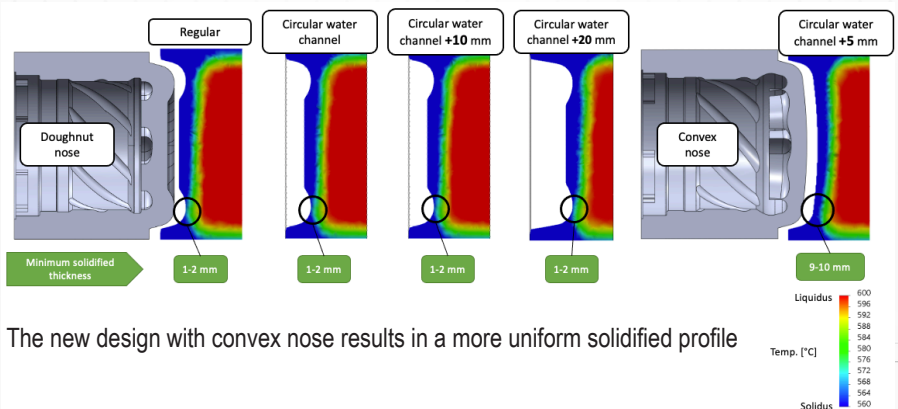 Regular
Circular water
channel
Circular water
channel +10 mm
Circular water
channel +20 mm
Circular water
channel +5 mm
Doughnut
nose
Convex
nose
Minimum solidified
thickness
1-2 mm
1-2 mm
1-2 mm
1-2 mm
9-10 mm
The new design with convex nose results in a more uniform solidified profile
Liquidus
Temp. [°C]
Solidus
600
596
592
588
584
580
576
572
568
564
560